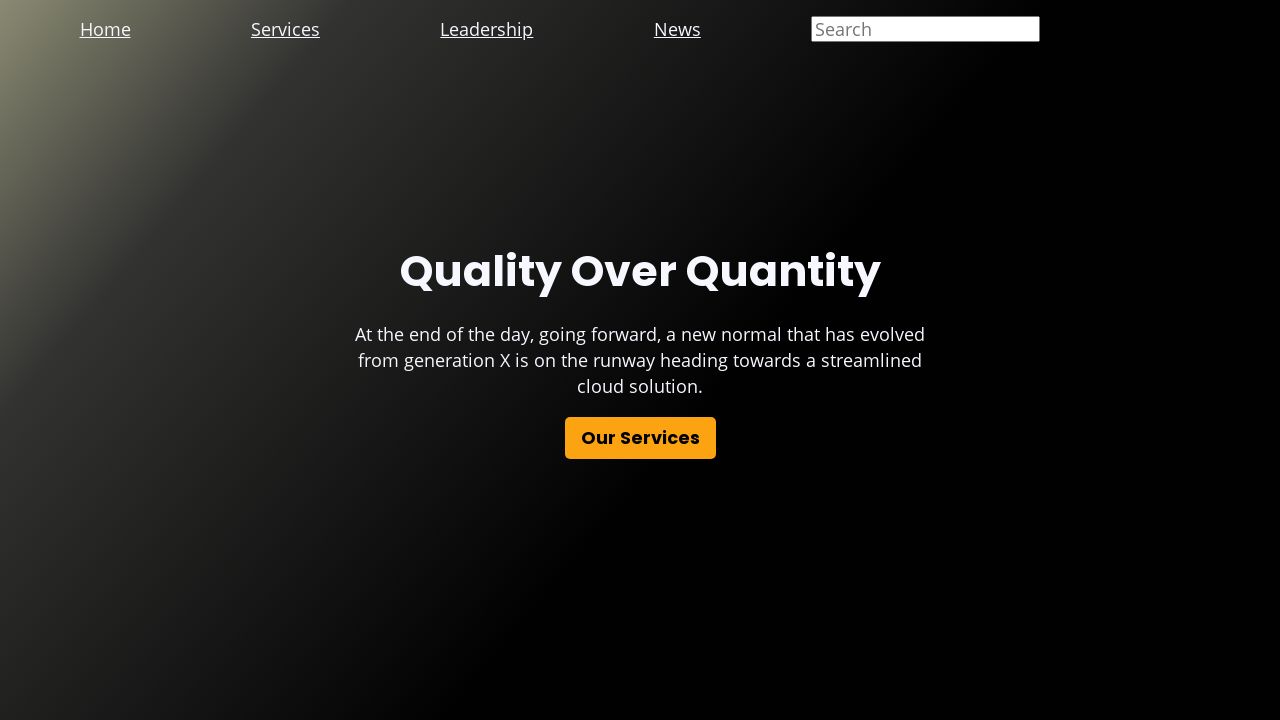 Home Services Leadership News Search
Quality Over Quantity
At the end of the day, going forward, a new normal that has evolved
from generation X is on the runway heading towards a streamlined
cloud solution.
Our Services